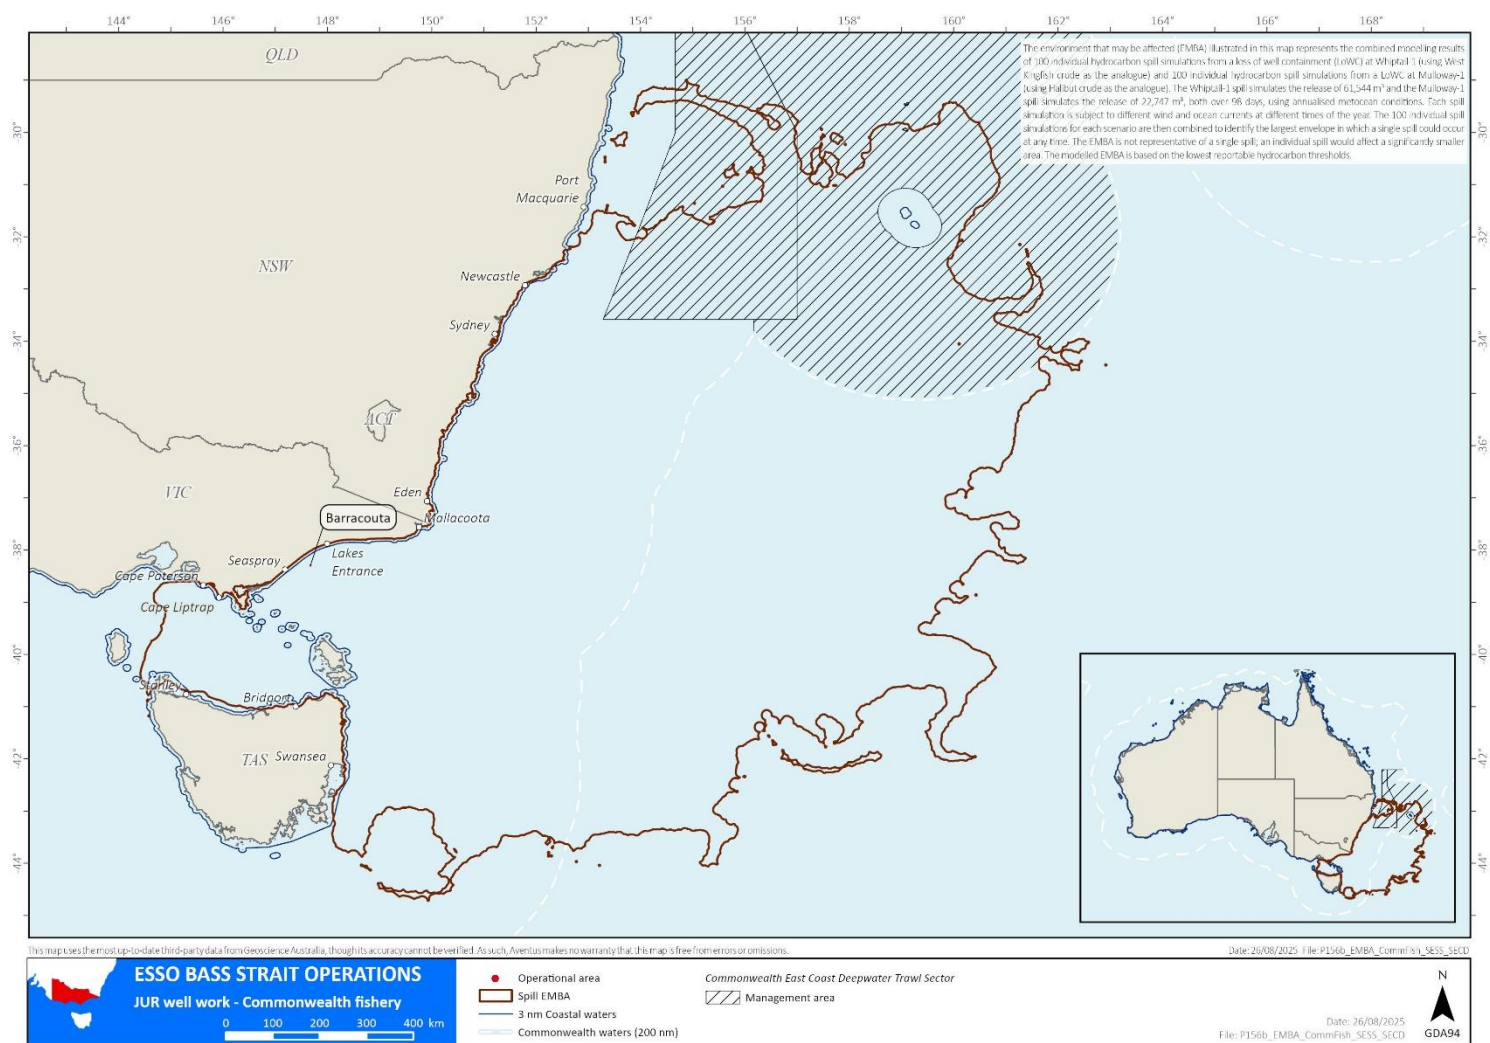 144° 146° 148° 150° 152° 154° 156° 158° 160° 162° 164° 166° 168°
The environment that may be affected (EMBA) illustrated in this map represents the combined modelling results
of 100 individual hydrocarbon spill simulations from a loss of well containment (LoWC) at Whiptail-1 (using West
Kingfish crude as the analogue) and 100 individual hydrocarbon spill simulations from a LoWC at Mulloway-1
(using Halibut crude as the analogue). The Whiptail-1 spill simulates the release of 61,544 m³ and the Mulloway-1
spill simulates the release of 22,747 m³, both over 98 days, using annualised metocean conditions. Each spill
simulation is subject to different wind and ocean currents at different times of the year. The 100 individual spill
simulations for each scenario are then combined to identify the largest envelope in which a single spill could occur
at any time. The EMBA is not representative of a single spill; an individual spill would affect a significantly smaller
area. The modelled EMBA is based on the lowest reportable hydrocarbon thresholds.
QLD
-30° -30°
Port
Macquarie
-32° -32°
NSW
Newcastle
Sydney
-34° -34°
ACT
-36° -36°
VIC
Eden
Barracouta
Mallacoota
-38° -38°
Seaspray
Lakes
Entrance
Cape Paterson
Cape Liptrap
-40° -40°
Stanley
Bridport
TAS
Swansea
-42° -42°
-44° -44°
This map uses the most up-to-date third-party data from Geoscience Australia, though its accuracy cannot be verified. As such, Aventus makes no warranty that this map is free from errors or omissions.
Date: 26/08/2025 File: P156b_EMBA_CommFish_SESS_SECD
ESSO BASS STRAIT OPERATIONS
JUR well work - Commonwealth fishery
0 100 200 300 400 km
Operational area
Spill EMBA
3 nm Coastal waters
Commonwealth waters (200 nm)
Commonwealth East Coast Deepwater Trawl Sector
Management area
N
GDA94
Date: 26/08/2025
File: P156b_EMBA_CommFish_SESS_SECD